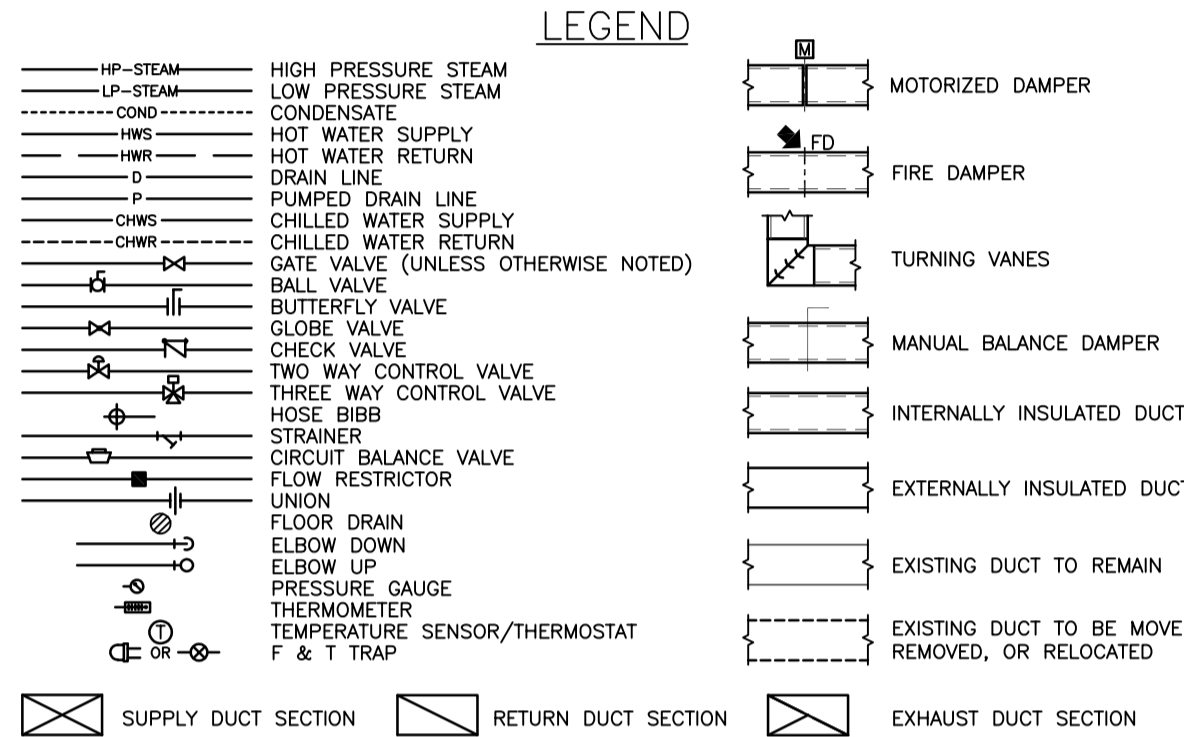 LEGEND
HP-STEAM HIGH PRESSURE STEAM
LP-STEAM LOW PRESSURE STEAM
COND CONDENSATE
HWS HOT WATER SUPPLY
HWR HOT WATER RETURN
D DRAIN LINE
P PUMPED DRAIN LINE
CHWS CHILLED WATER SUPPLY
CHWR CHILLED WATER RETURN
GATE VALVE (UNLESS OTHERWISE NOTED)
BALL VALVE
BUTTERFLY VALVE
GLOBE VALVE
CHECK VALVE
TWO WAY CONTROL VALVE
THREE WAY CONTROL VALVE
HOSE BIBB
STRAINER
CIRCUIT BALANCE VALVE
FLOW RESTRICTOR
UNION
FLOOR DRAIN
ELBOW DOWN
ELBOW UP
PRESSURE GAUGE
THERMOMETER
T TEMPERATURE SENSOR/THERMOSTAT
OR F & T TRAP
M
MOTORIZED DAMPER
FD
FIRE DAMPER
TURNING VANES
MANUAL BALANCE DAMPER
INTERNALLY INSULATED DUCT
EXTERNALLY INSULATED DUCT
EXISTING DUCT TO REMAIN
EXISTING DUCT TO BE MOVE
REMOVED, OR RELOCATED
SUPPLY DUCT SECTION
RETURN DUCT SECTION
EXHAUST DUCT SECTION